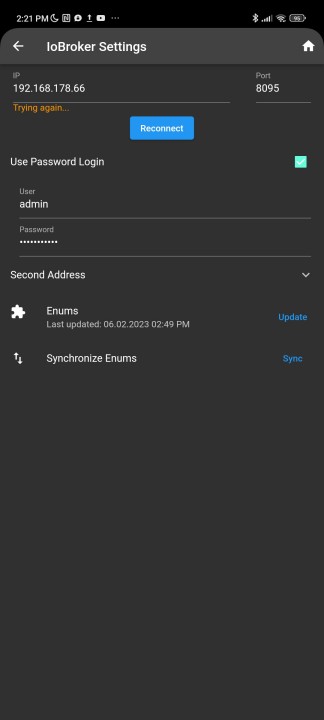 2:21 PM
95
IoBroker Settings
IP
Port
192.168.178.66
8095
Trying again...
Reconnect
Use Password Login
User
admin
Password
•••••••••••
Second Address
Enums
Last updated: 06.02.2023 02:49 PM
Update
Synchronize Enums
Sync